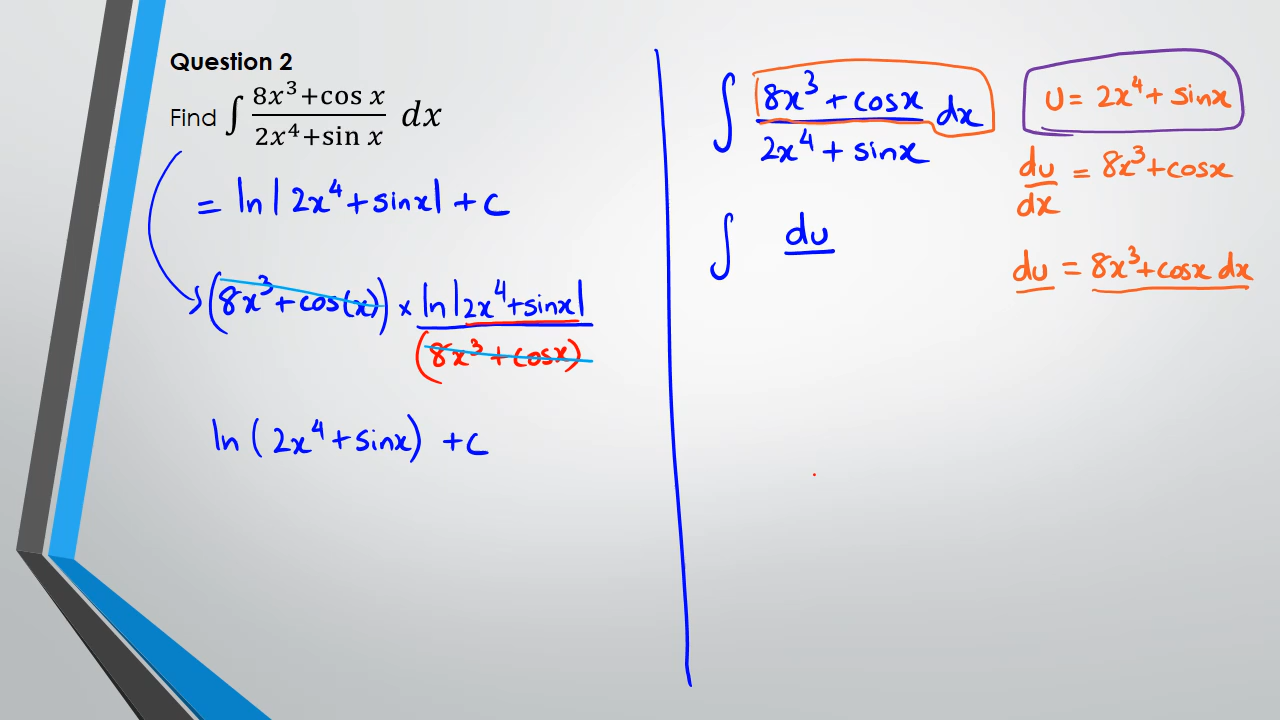 Question 2
Find ∫ (8x³+cos x)/(2x⁴+sin x) dx
= ln|2x⁴+sinx|+c
(8x³+cos(x)) × ln|2x⁴+sinx|
(8x³+cosx)
ln(2x⁴+sinx) +c
∫ (8x³+cosx)/(2x⁴+sinx) dx
∫ du
U= 2x⁴+sinx
du/dx = 8x³+cosx
du = 8x³+cosx dx